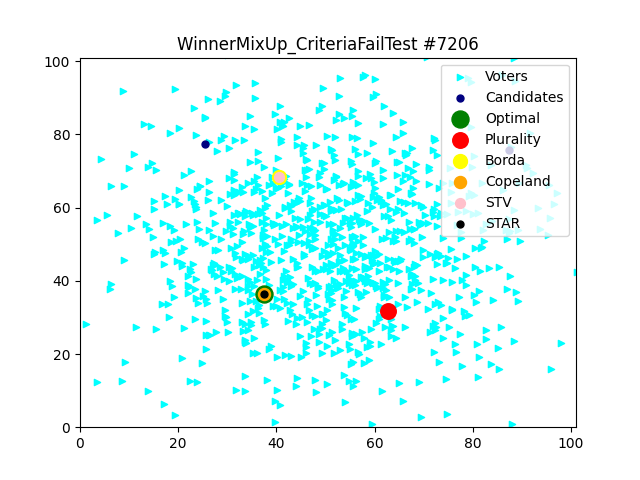 WinnerMixUp_CriteriaFailTest #7206
100
80
60
40
20
0
0
20
40
60
80
100
Voters
Candidates
Optimal
Plurality
Borda
Copeland
STV
STAR